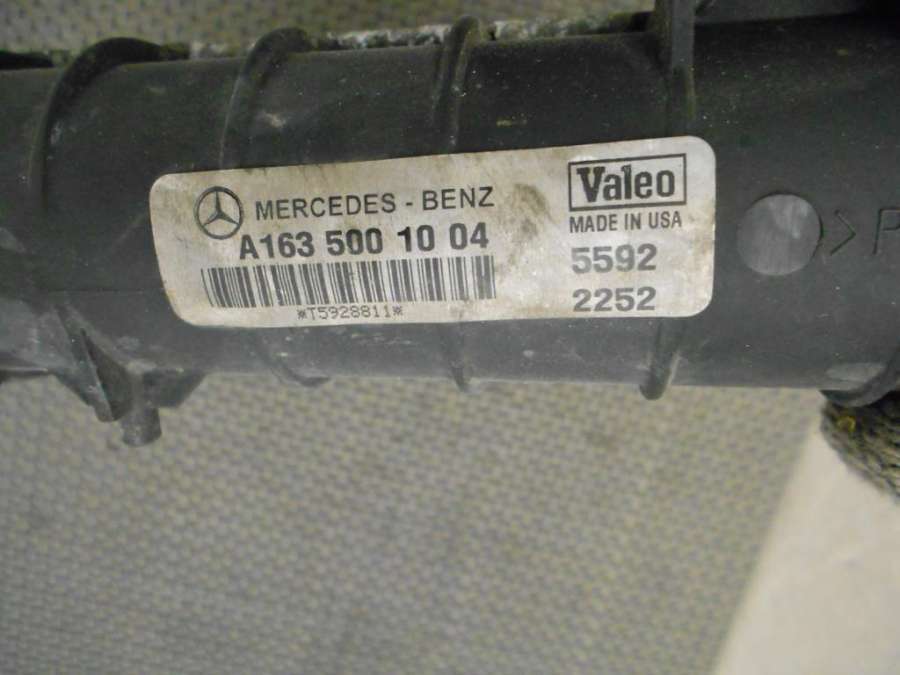 MERCEDES - BENZ
A163 500 10 04
*T5928811*
Valeo
MADE IN USA
5592
2252
>P